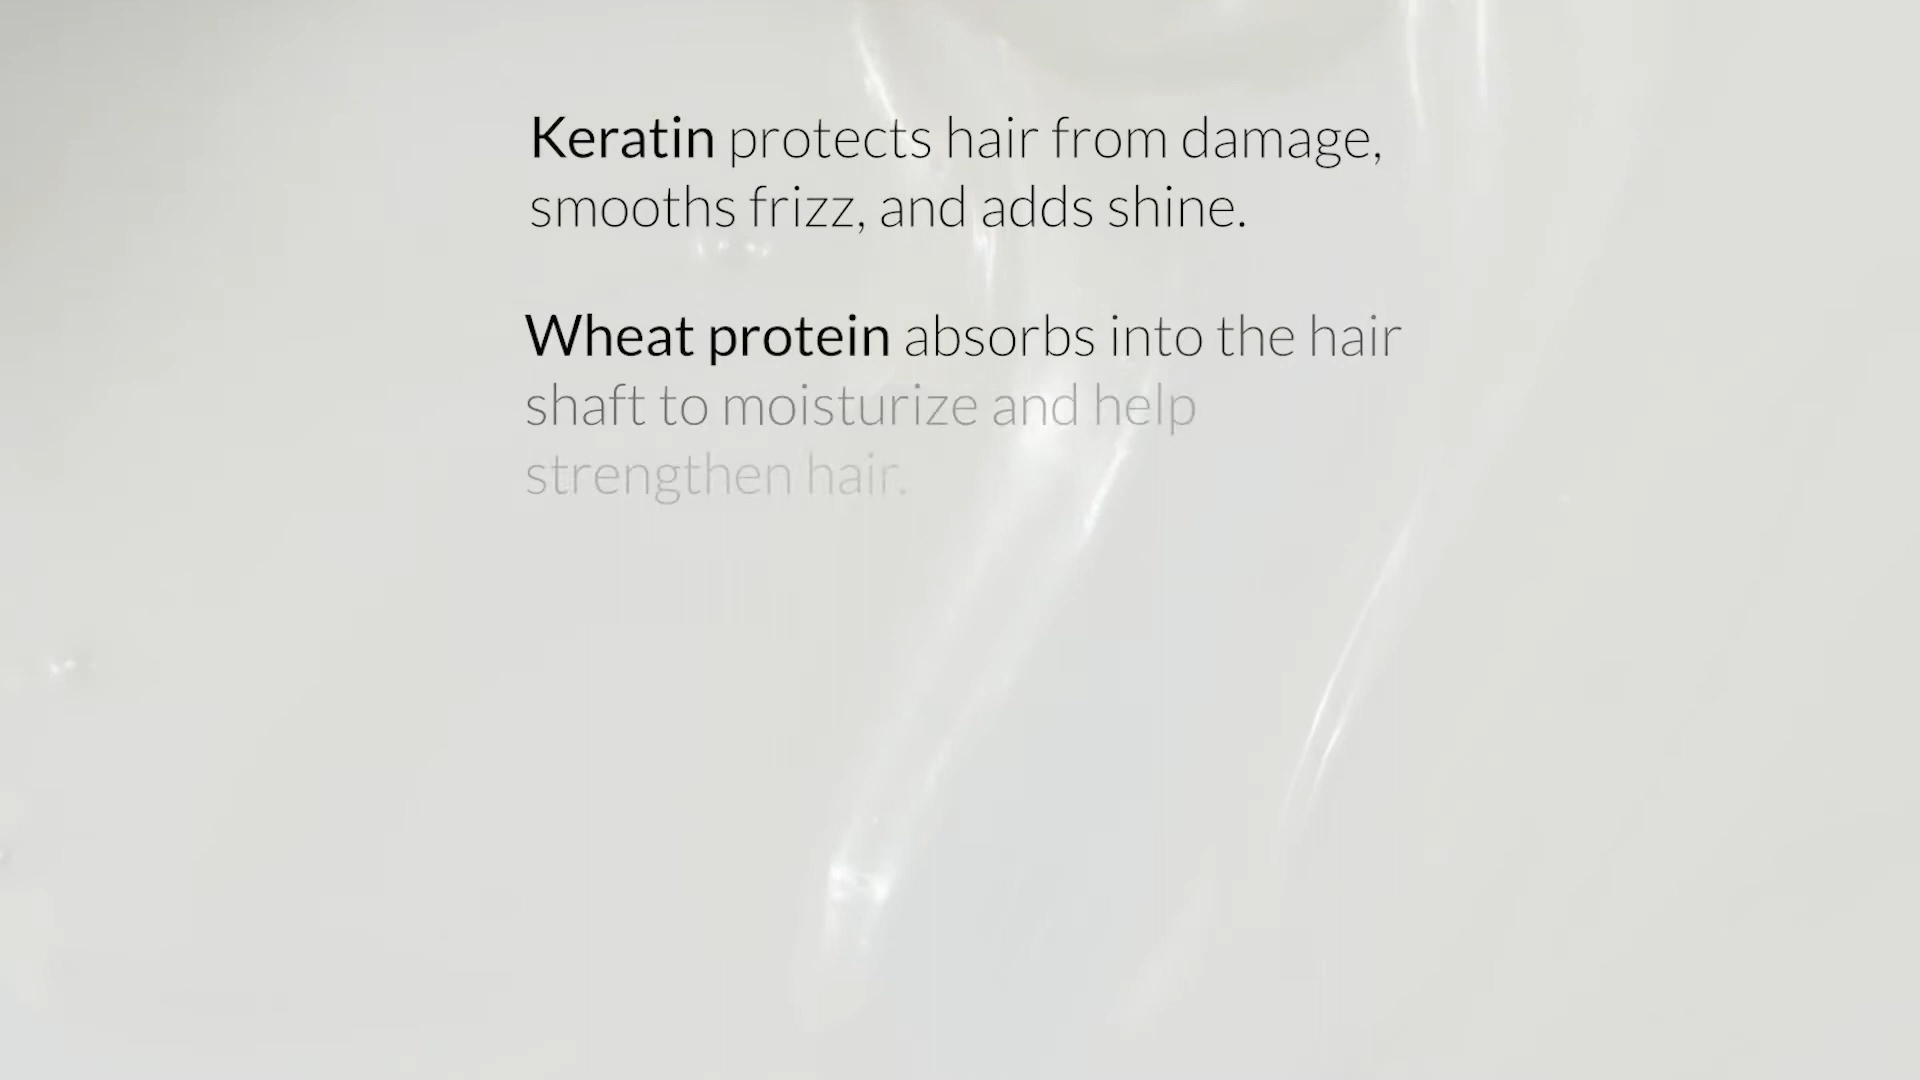 Keratin protects hair from damage,
smooths frizz, and adds shine.
Wheat protein absorbs into the hair
shaft to moisturize and help
strengthen hair.